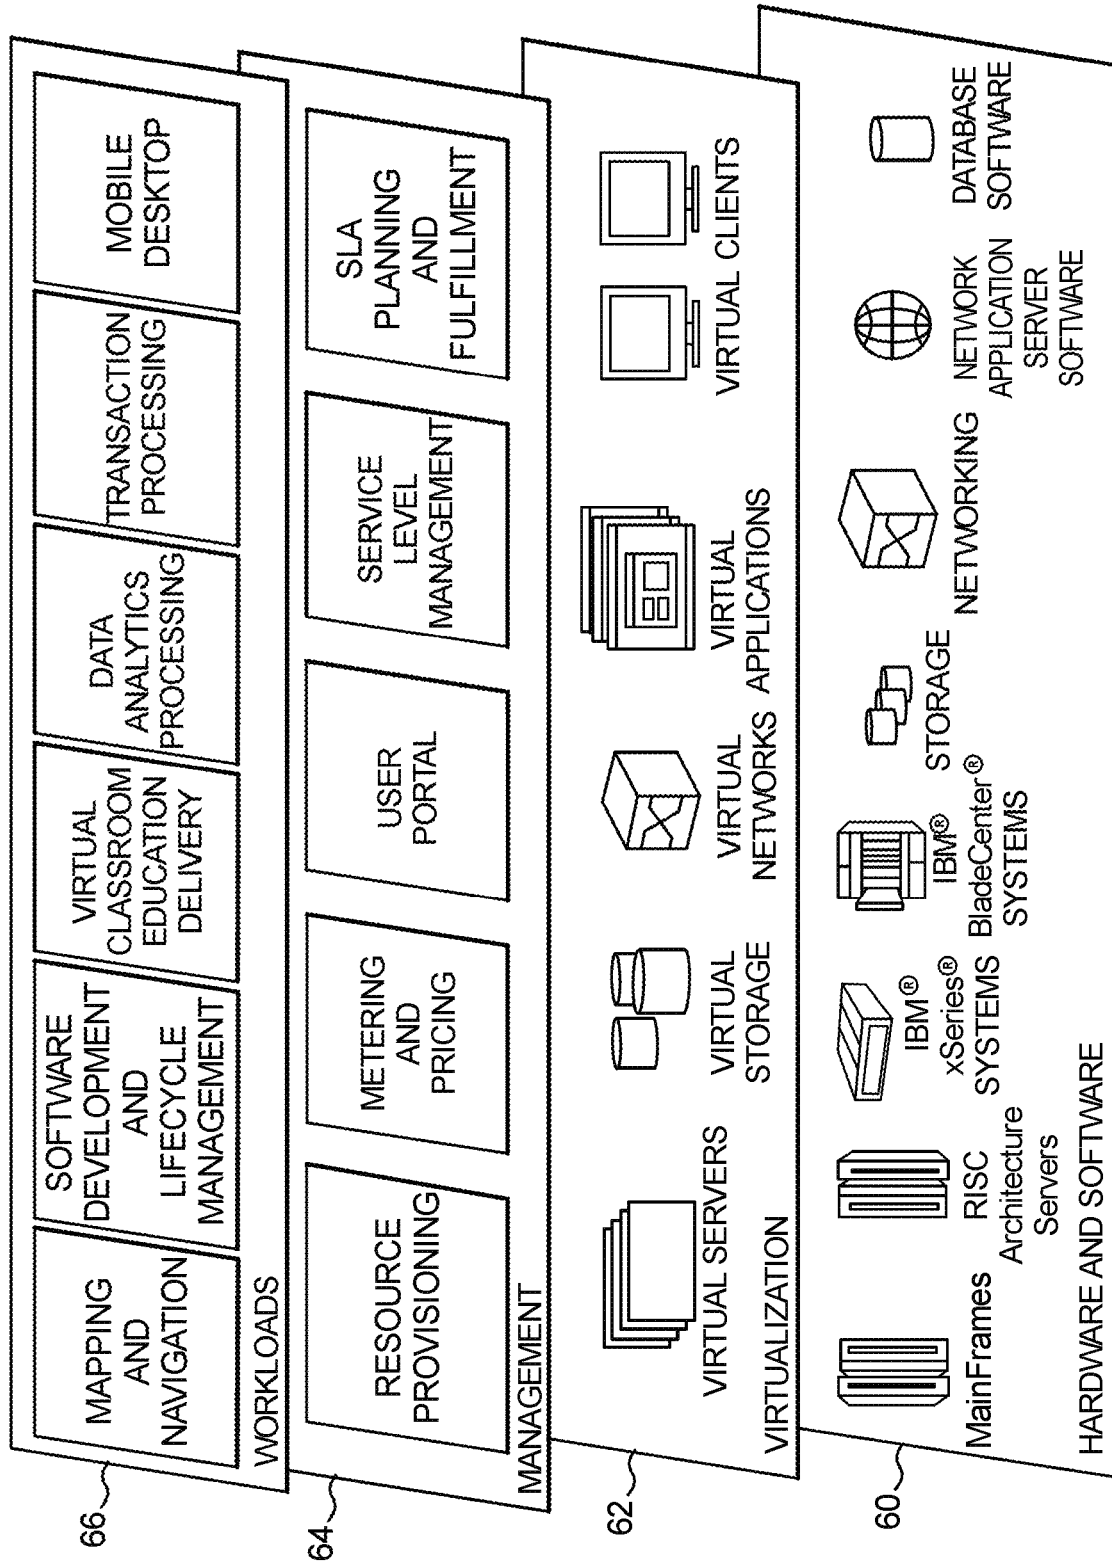 66
MAPPING
AND
NAVIGATION
SOFTWARE
DEVELOPMENT
AND
LIFECYCLE
MANAGEMENT
VIRTUAL
CLASSROOM
EDUCATION
DELIVERY
DATA
ANALYTICS
PROCESSING
TRANSACTION
PROCESSING
MOBILE
DESKTOP
WORKLOADS
64
RESOURCE
PROVISIONING
METERING
AND
PRICING
USER
PORTAL
SERVICE
LEVEL
MANAGEMENT
SLA
PLANNING
AND
FULFILLMENT
MANAGEMENT
62
VIRTUAL SERVERS
VIRTUAL
STORAGE
VIRTUAL
NETWORKS
VIRTUAL
APPLICATIONS
VIRTUAL CLIENTS
VIRTUALIZATION
60
MainFrames
RISC
Architecture
Servers
IBM®
xSeries®
SYSTEMS
IBM®
BladeCenter®
SYSTEMS
STORAGE
NETWORKING
NETWORK
APPLICATION
SERVER
SOFTWARE
DATABASE
SOFTWARE
HARDWARE AND SOFTWARE